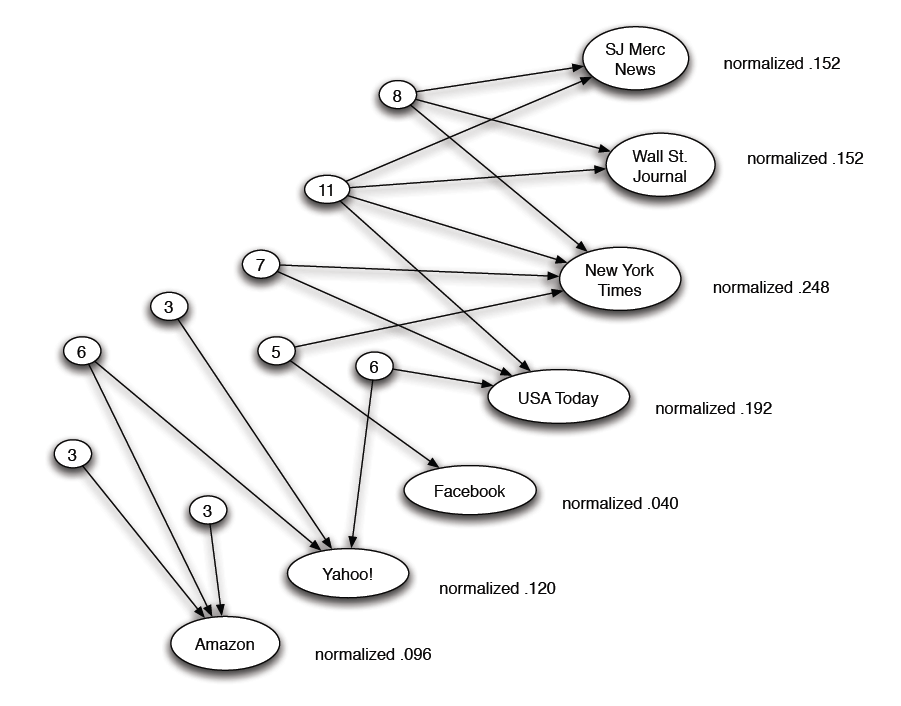 SJ Merc
News
normalized .152
8
Wall St.
Journal
normalized .152
11
7
New York
Times
normalized .248
3
6
5
6
USA Today
normalized .192
3
Facebook
normalized .040
3
Yahoo!
normalized .120
Amazon
normalized .096